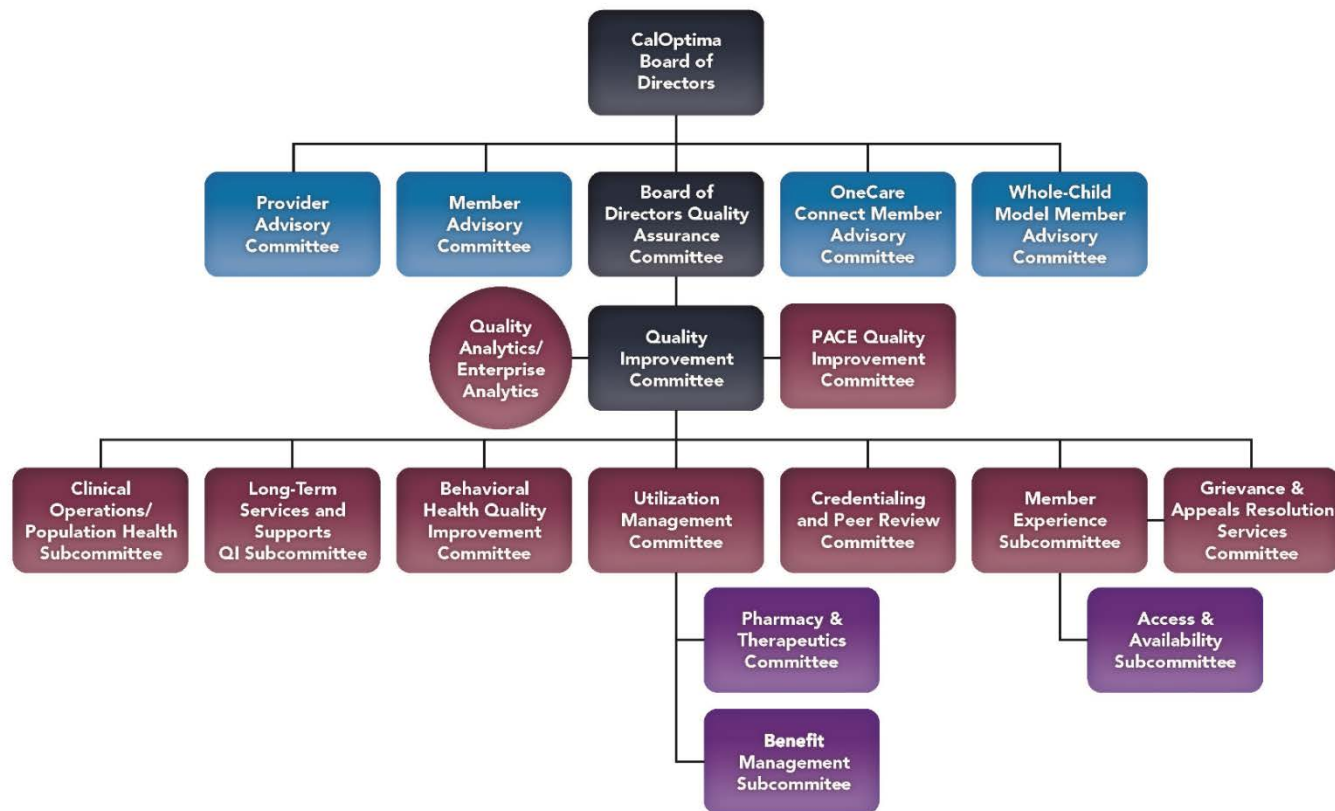 CalOptima
Board of
Directors
Provider
Advisory
Committee
Member
Advisory
Committee
Board of
Directors Quality
Assurance
Committee
OneCare
Connect Member
Advisory
Committee
Whole-Child
Model Member
Advisory
Committee
Quality
Analytics/
Enterprise
Analytics
Quality
Improvement
Committee
PACE Quality
Improvement
Committee
Clinical
Operations/
Population Health
Subcommittee
Long-Term
Services and
Supports
QI Subcommittee
Behavioral
Health Quality
Improvement
Committee
Utilization
Management
Committee
Credentialing
and Peer Review
Committee
Member
Experience
Subcommittee
Grievance &
Appeals Resolution
Services
Committee
Pharmacy &
Therapeutics
Committee
Access &
Availability
Subcommittee
Benefit
Management
Subcommitee